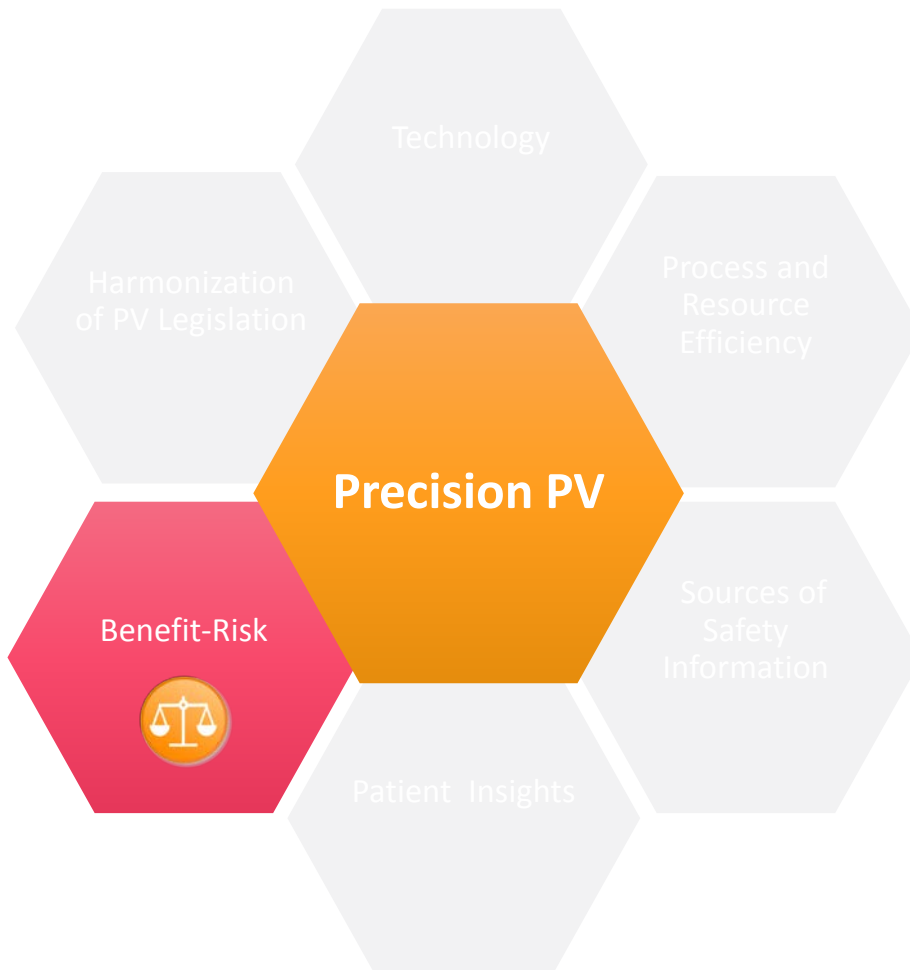 Technology
Harmonization
of PV Legislation
Process and
Resource
Efficiency
Precision PV
Benefit-Risk
Sources of
Safety
Information
Patient Insights